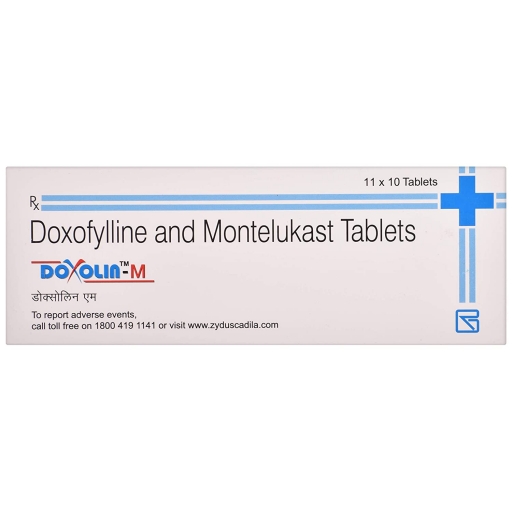 11 x 10 Tablets
Rx
Doxofylline and Montelukast Tablets
DOXOLIN™-M
डोक्सोलिन एम
To report adverse events,
call toll free on 1800 419 1141 or visit www.zyduscadila.com